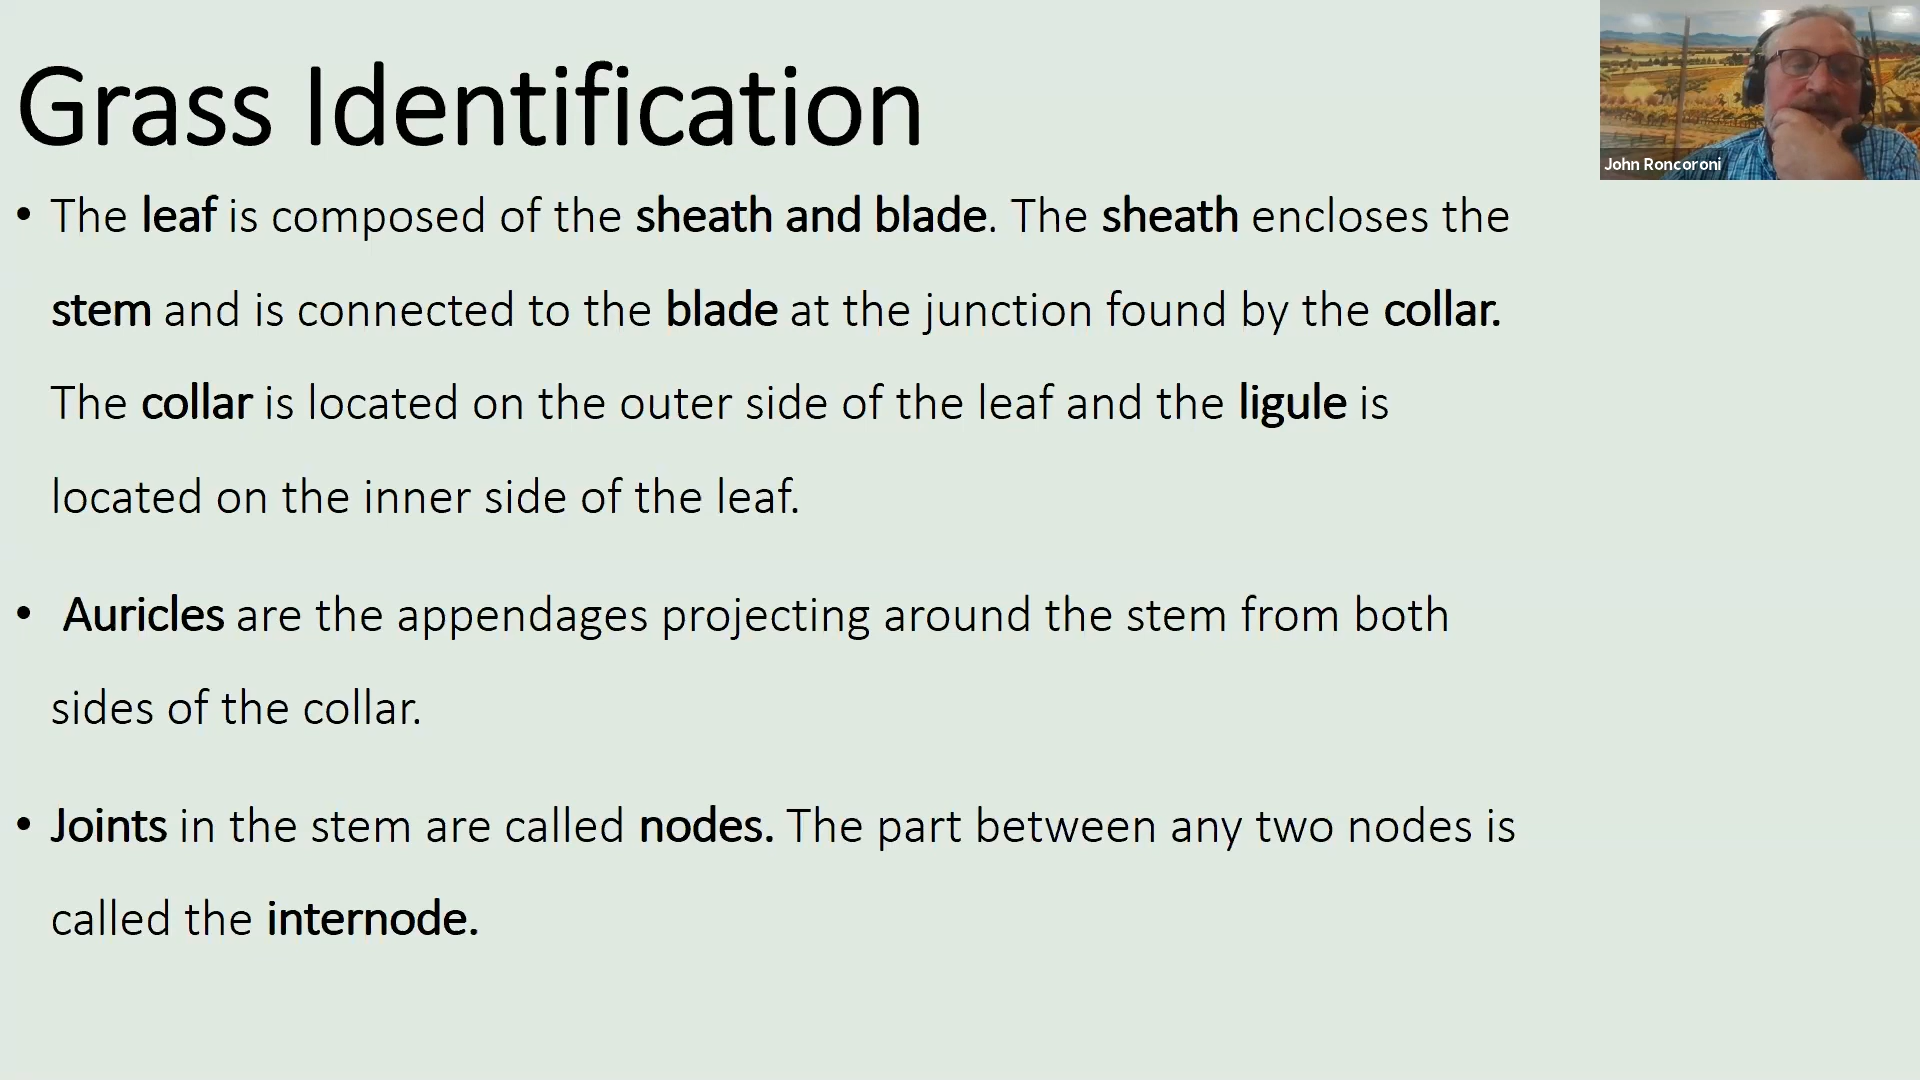 Grass Identification
• The leaf is composed of the sheath and blade. The sheath encloses the
stem and is connected to the blade at the junction found by the collar.
The collar is located on the outer side of the leaf and the ligule is
located on the inner side of the leaf.
• Auricles are the appendages projecting around the stem from both
sides of the collar.
• Joints in the stem are called nodes. The part between any two nodes is
called the internode.
John Roncoroni